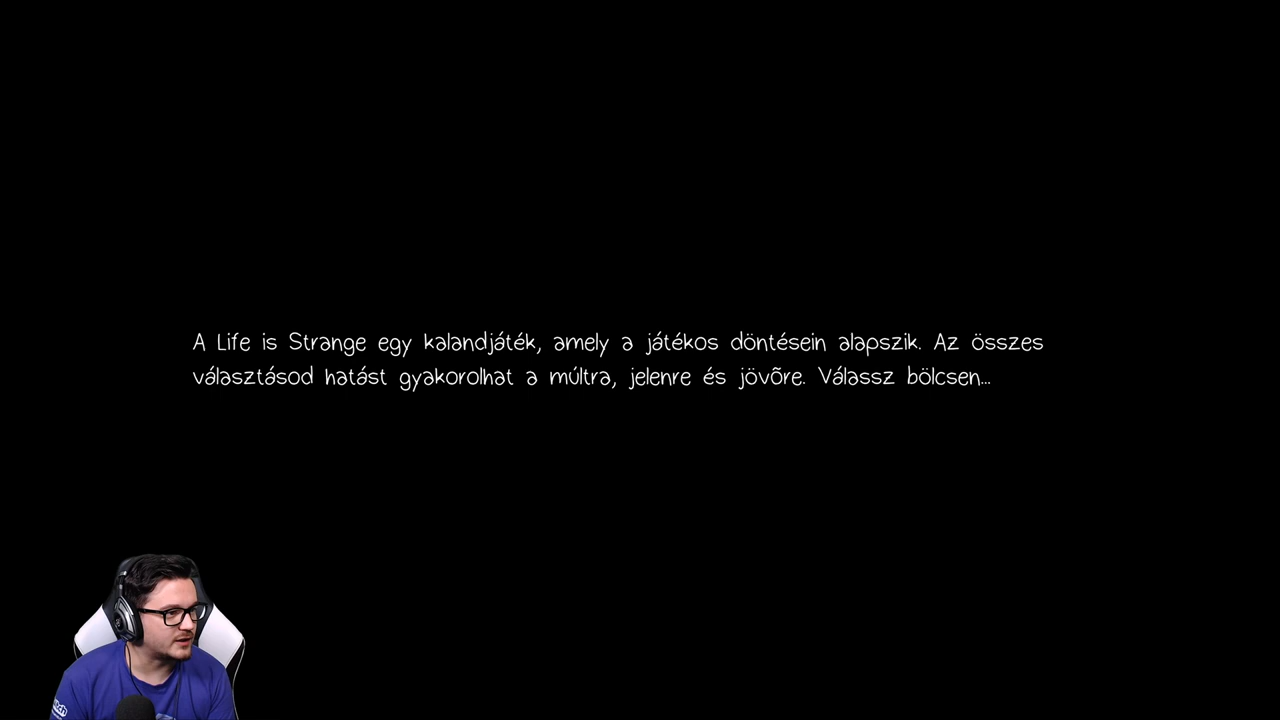 A Life is Strange egy kalandjáték, amely a játékos döntésein alapszik. Az összes
választásod hatást gyakorolhat a múltra, jelenre és jövõre. Válassz bölcsen...